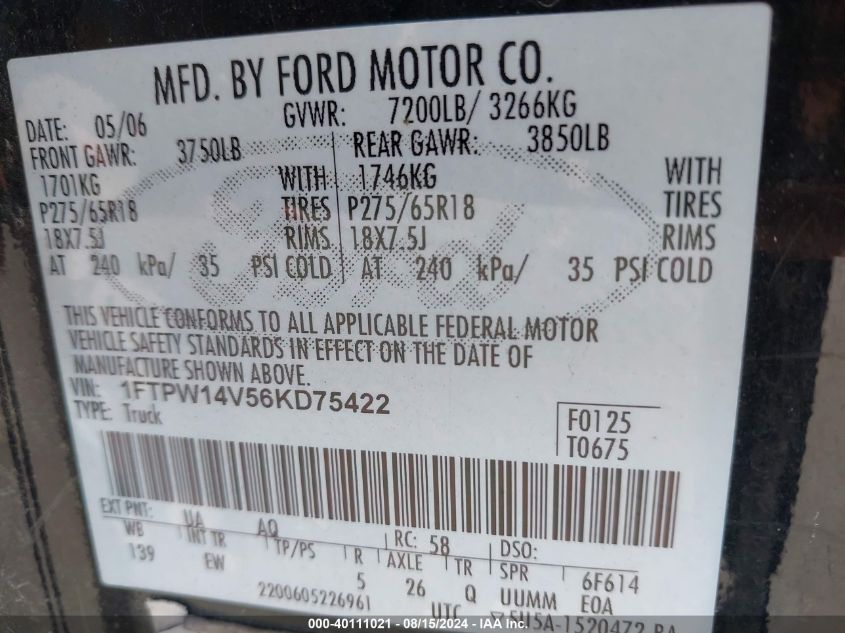 MFD. BY FORD MOTOR CO.
DATE: 05/06 GVWR: 7200LB/ 3266KG
FRONT GAWR: 3750LB REAR GAWR: 3850LB
1701KG WITH 1746KG WITH
P275/65R18 TIRES P275/65R18 TIRES
18X7.5J RIMS 18X7.5J RIMS
AT 240 kPa/ 35 PSI COLD AT 240 kPa/ 35 PSI COLD
Ford
THIS VEHICLE CONFORMS TO ALL APPLICABLE FEDERAL MOTOR
VEHICLE SAFETY STANDARDS IN EFFECT ON THE DATE OF
MANUFACTURE SHOWN ABOVE.
VIN: 1FTPW14V56KD75422
TYPE: Truck
F0125
T0675
EXT PNT: UA AQ RC: 58 DSO:
WB INT TR TP/PS R AXLE TR SPR 6F614
139 EW 5 26 Q UUMM EOA
2200605226961 UTC
000-40111021 - 08/15/2024 - IAA Inc.